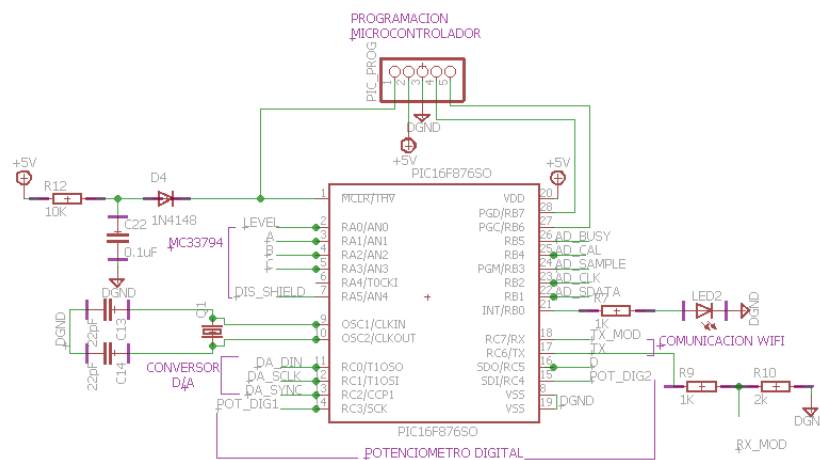 PROGRAMACION
MICROCONTROLADOR
PIC_PROG
1
2
3
4
5
DGND
+5V
PIC16F876SO
+5V
R12
10K
D4
1N4148
C22
0.1uF
DGND
+5V
1 MCLR/THV VDD 20
PGD/RB7 28
LEVEL 2 RA0/AN0 PGC/RB6 27
A 3 RA1/AN1 RB5 26 AD_BUSY
B 4 RA2/AN2 RB4 25 AD_CAL
C 5 RA3/AN3 PGM/RB3 24 AD_SAMPLE
6 RA4/T0CKI RB2 23 AD_CLK
DIS_SHIELD 7 RA5/AN4 RB1 22 AD_SDATA
INT/RB0 21
MC33794
R7
1K
LED2
DGND
Q1
9 OSC1/CLKIN
0 OSC2/CLKOUT
DGND
22pF
C13
22pF
C14
RC7/RX 18 TX_MOD
RC6/TX 17 TX
COMUNICACION WIFI
CONVERSOR
D/A
DA_DIN 11 RC0/T1OSO SDO/RC5 16 D
DA_SCLK 2 RC1/T1OSI SDI/RC4 15 POT_DIG2
DA_SYNC 3 RC2/CCP1 VSS 8
POT_DIG1 4 RC3/SCK VSS 19
DGND
R9
1K
R10
2k
DGN
RX_MOD
PIC16F876SO
POTENCIOMETRO DIGITAL